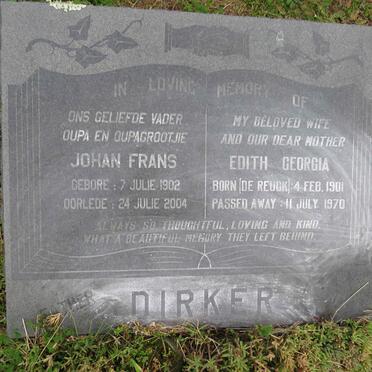 IN LOVING MEMORY OF
ONS GELIEFDE VADER
OUPA EN OUPAGROOTJIE
JOHAN FRANS
GEBORE : 7 JULIE 1902
OORLEDE : 24 JULIE 2004
MY BELOVED WIFE
AND OUR DEAR MOTHER
EDITH GEORGIA
BORN (DE REUCK) 4 FEB. 1901
PASSED AWAY : 11 JULY 1970
ALWAYS SO THOUGHTFUL, LOVING AND KIND,
WHAT A BEAUTIFUL MEMORY THEY LEFT BEHIND.
DIRKER